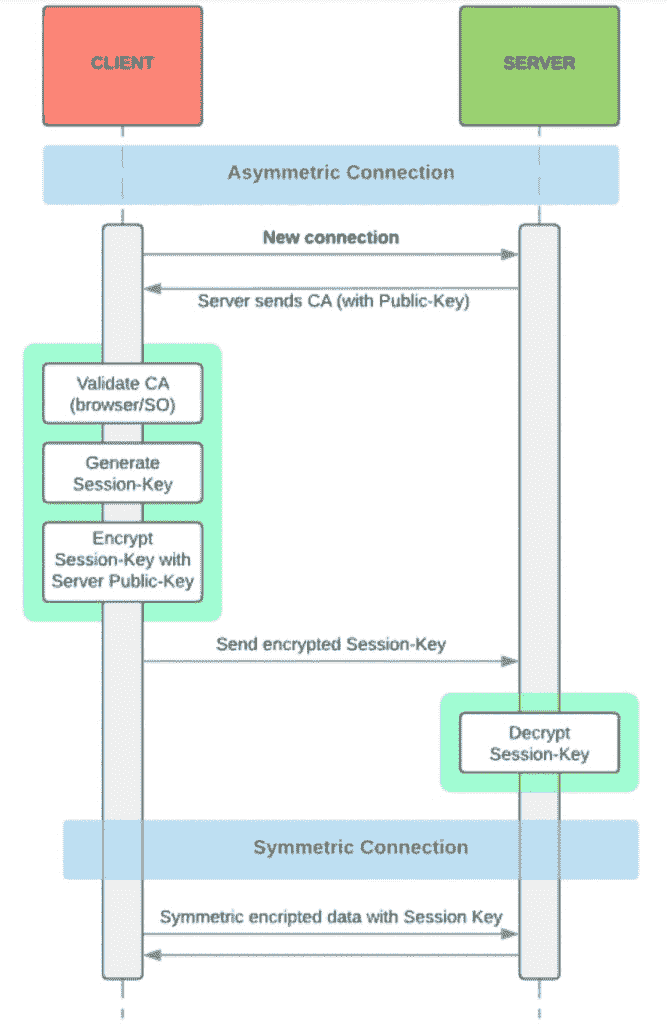 CLIENT
SERVER
Asymmetric Connection
New connection
Server sends CA (with Public-Key)
Validate CA
(browser/SO)
Generate
Session-Key
Encrypt
Session-Key with
Server Public-Key
Send encrypted Session-Key
Decrypt
Session-Key
Symmetric Connection
Symmetric encripted data with Session Key